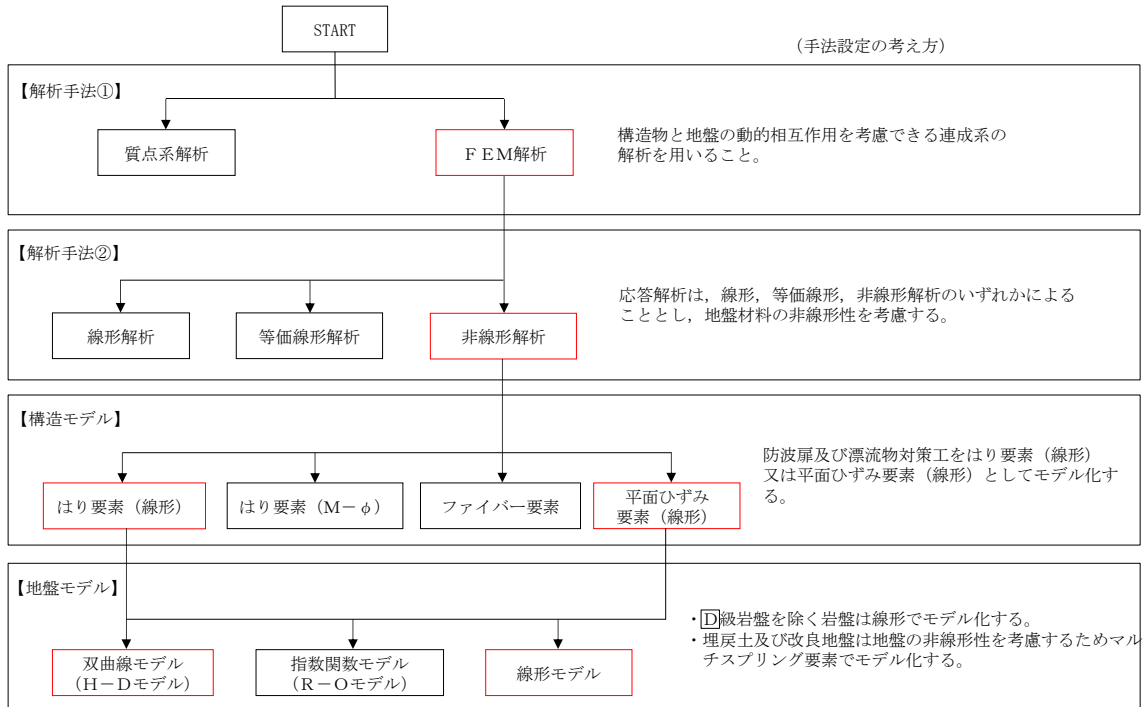 START
（手法設定の考え方）
【解析手法①】
質点系解析
ＦＥＭ解析
構造物と地盤の動的相互作用を考慮できる連成系の
解析を用いること。
【解析手法②】
線形解析
等価線形解析
非線形解析
応答解析は，線形，等価線形，非線形解析のいずれかによる
こととし，地盤材料の非線形性を考慮する。
【構造モデル】
はり要素（線形）
はり要素（Ｍ－φ）
ファイバー要素
平面ひずみ
要素（線形）
防波扉及び漂流物対策工をはり要素（線形）
又は平面ひずみ要素（線形）としてモデル化す
る。
【地盤モデル】
双曲線モデル
（Ｈ－Ｄモデル）
指数関数モデル
（Ｒ－Ｏモデル）
線形モデル
・Ｄ級岩盤を除く岩盤は線形でモデル化する。
・埋戻土及び改良地盤は地盤の非線形性を考慮するためマル
チスプリング要素でモデル化する。